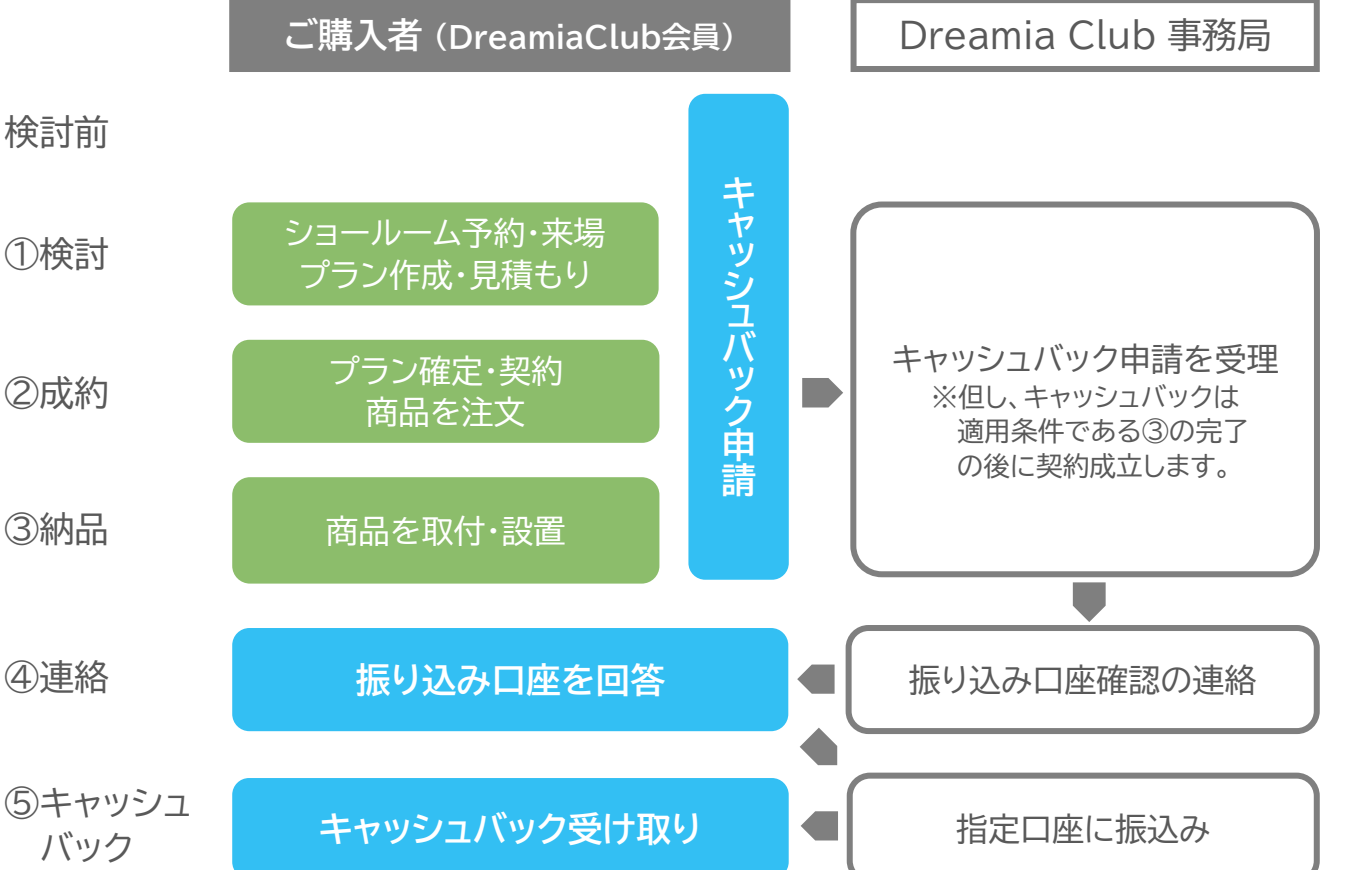 ご購入者（DreamiaClub会員）
Dreamia Club 事務局
検討前
キャッシュバック申請
①検討
ショールーム予約・来場
プラン作成・見積もり
②成約
プラン確定・契約
商品を注文
キャッシュバック申請を受理
※但し、キャッシュバックは
適用条件である③の完了
の後に契約成立します。
③納品
商品を取付・設置
④連絡
振り込み口座を回答
振り込み口座確認の連絡
⑤キャッシュ
バック
キャッシュバック受け取り
指定口座に振込み